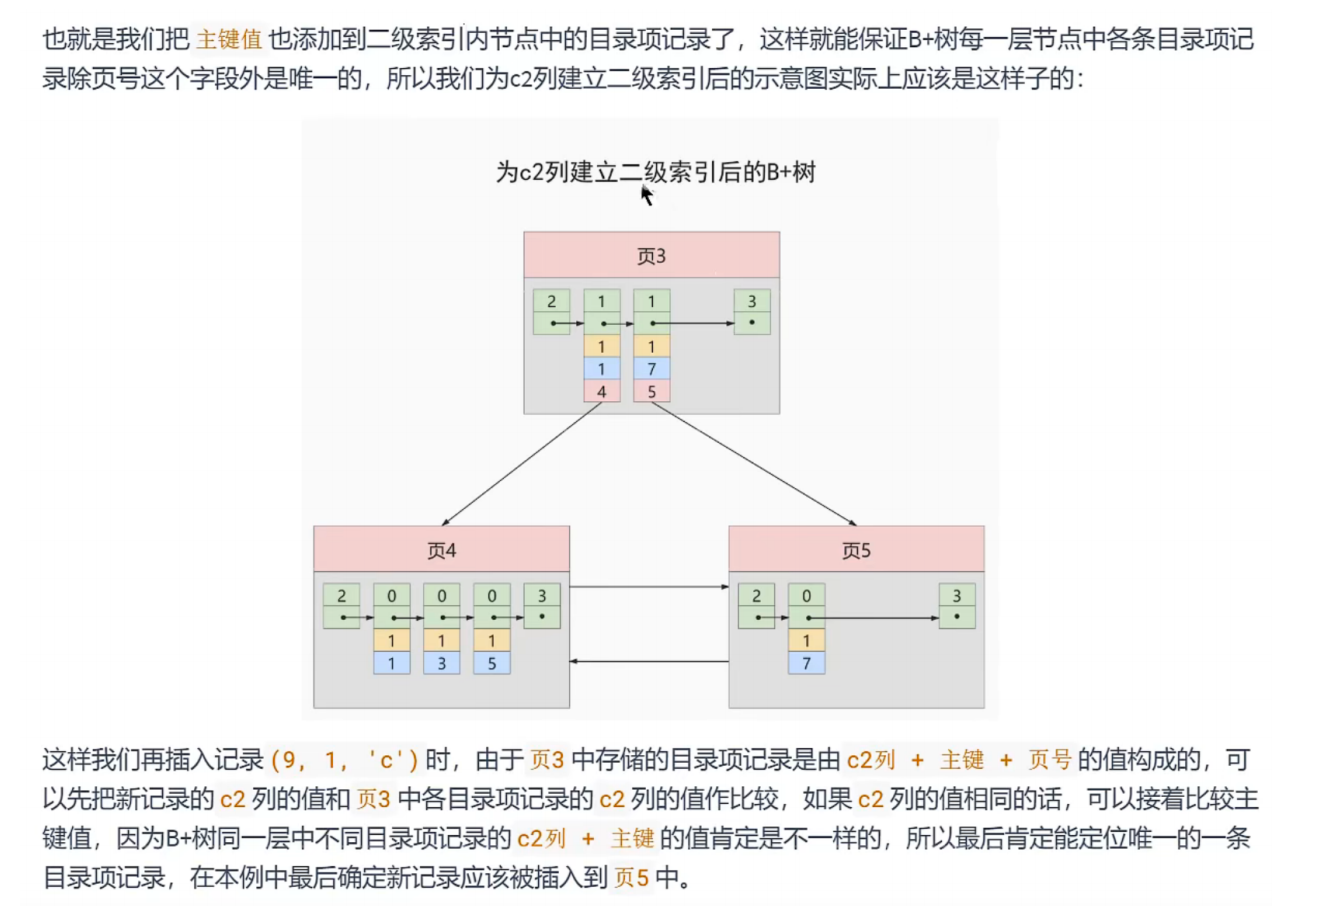 也就是我们把 主键值 也添加到二级索引内节点中的目录项记录了，这样就能保证B+树每一层节点中各条目录项记
录除页号这个字段外是唯一的，所以我们为c2列建立二级索引后的示意图实际上应该是这样子的：
为c2列建立二级索引后的B+树
页3
2 1 1 3
1 1
1 7
4 5
页4
2 0 0 0 3
1 1 1
1 3 5
页5
2 0 3
1
7
这样我们再插入记录 (9, 1, 'c') 时，由于 页3 中存储的目录项记录是由 c2列 + 主键 + 页号 的值构成的，可
以先把新记录的 c2 列的值和 页3 中各目录项记录的 c2 列的值作比较，如果 c2 列的值相同的话，可以接着比较主
键值，因为B+树同一层中不同目录项记录的 c2列 + 主键 的值肯定是不一样的，所以最后肯定能定位唯一的一条
目录项记录，在本例中最后确定新记录应该被插入到 页5 中。